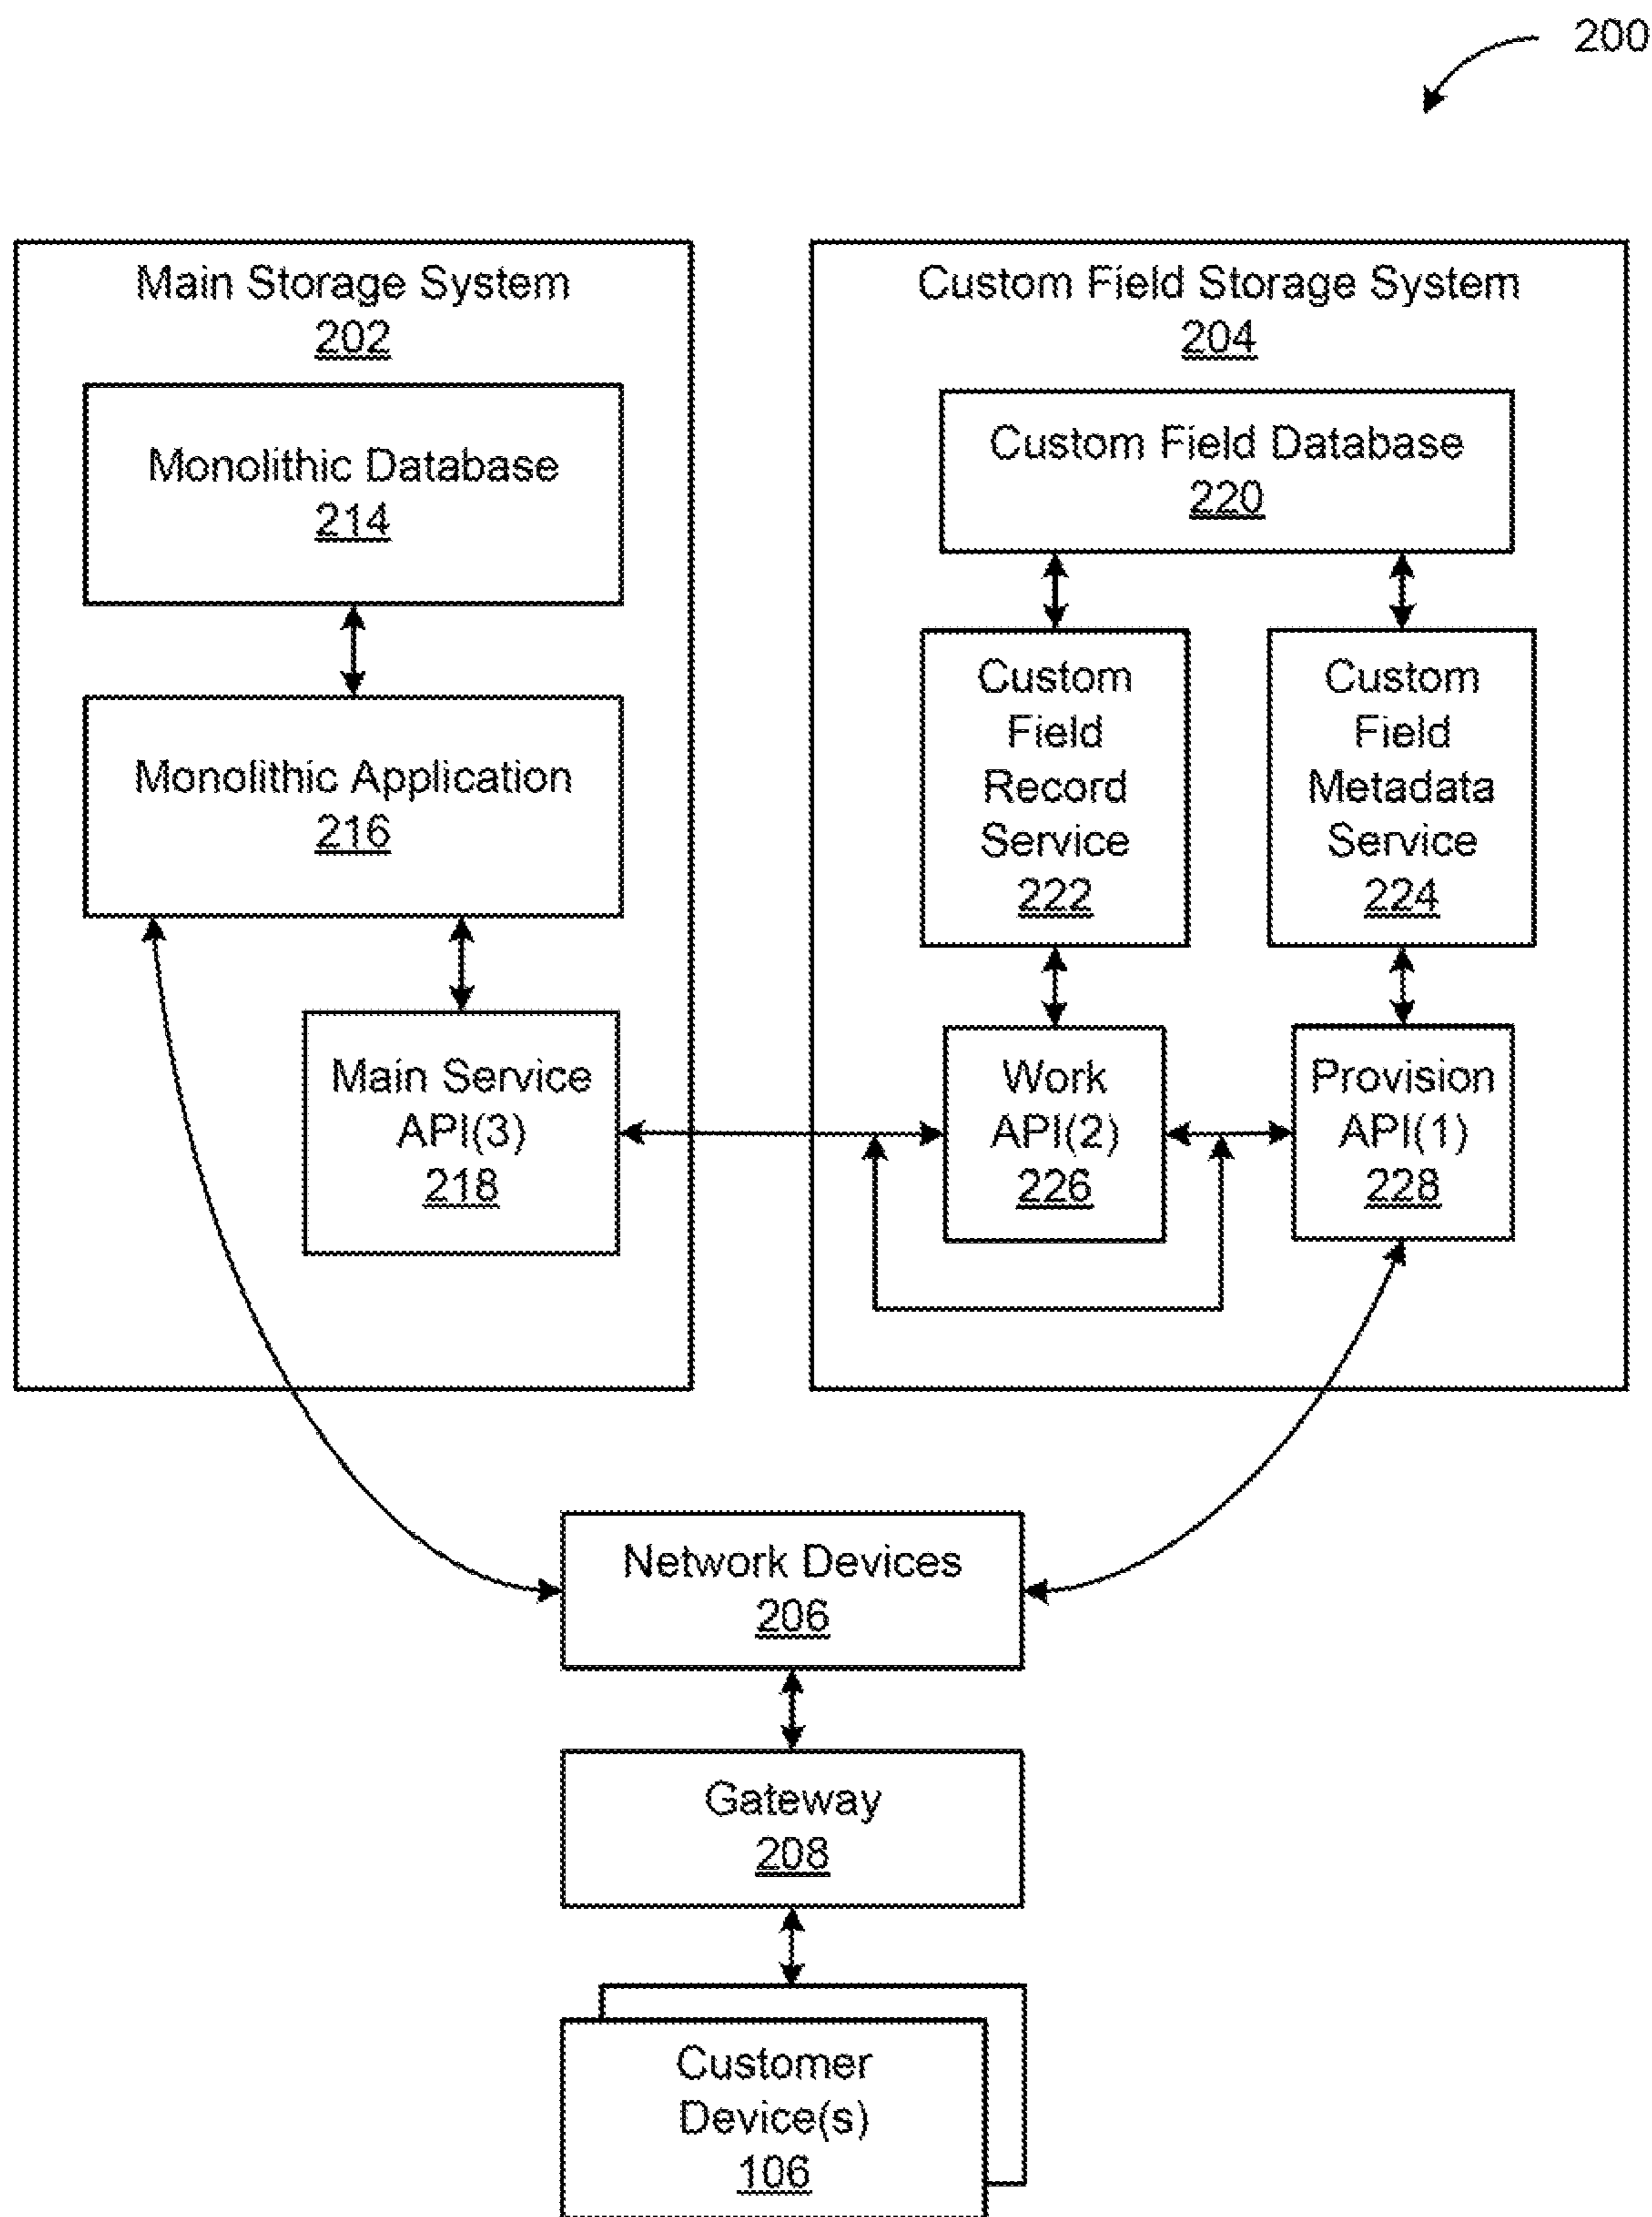 200
Main Storage System
202
Monolithic Database
214
Monolithic Application
216
Main Service
API(3)
218
Custom Field Storage System
204
Custom Field Database
220
Custom
Field
Record
Service
222
Custom
Field
Metadata
Service
224
Work
API(2)
226
Provision
API(1)
228
Network Devices
206
Gateway
208
Customer
Device(s)
106